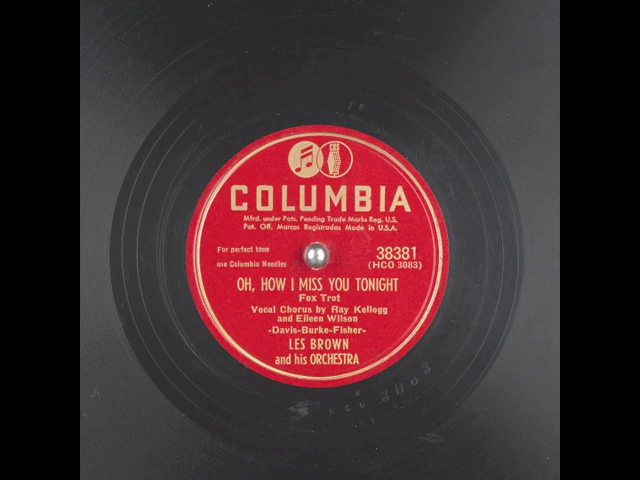 CBS
COLUMBIA
Mfrd. under Pats. Pending Trade Marks Reg. U.S.
Pat. Off. Marcas Registradas Made in U.S.A.
For perfect tone
use Columbia Needles
38381
(HCO 3083)
OH, HOW I MISS YOU TONIGHT
Fox Trot
Vocal Chorus by Ray Kellogg
and Eileen Wilson
-Davis-Burke-Fisher-
LES BROWN
and his ORCHESTRA